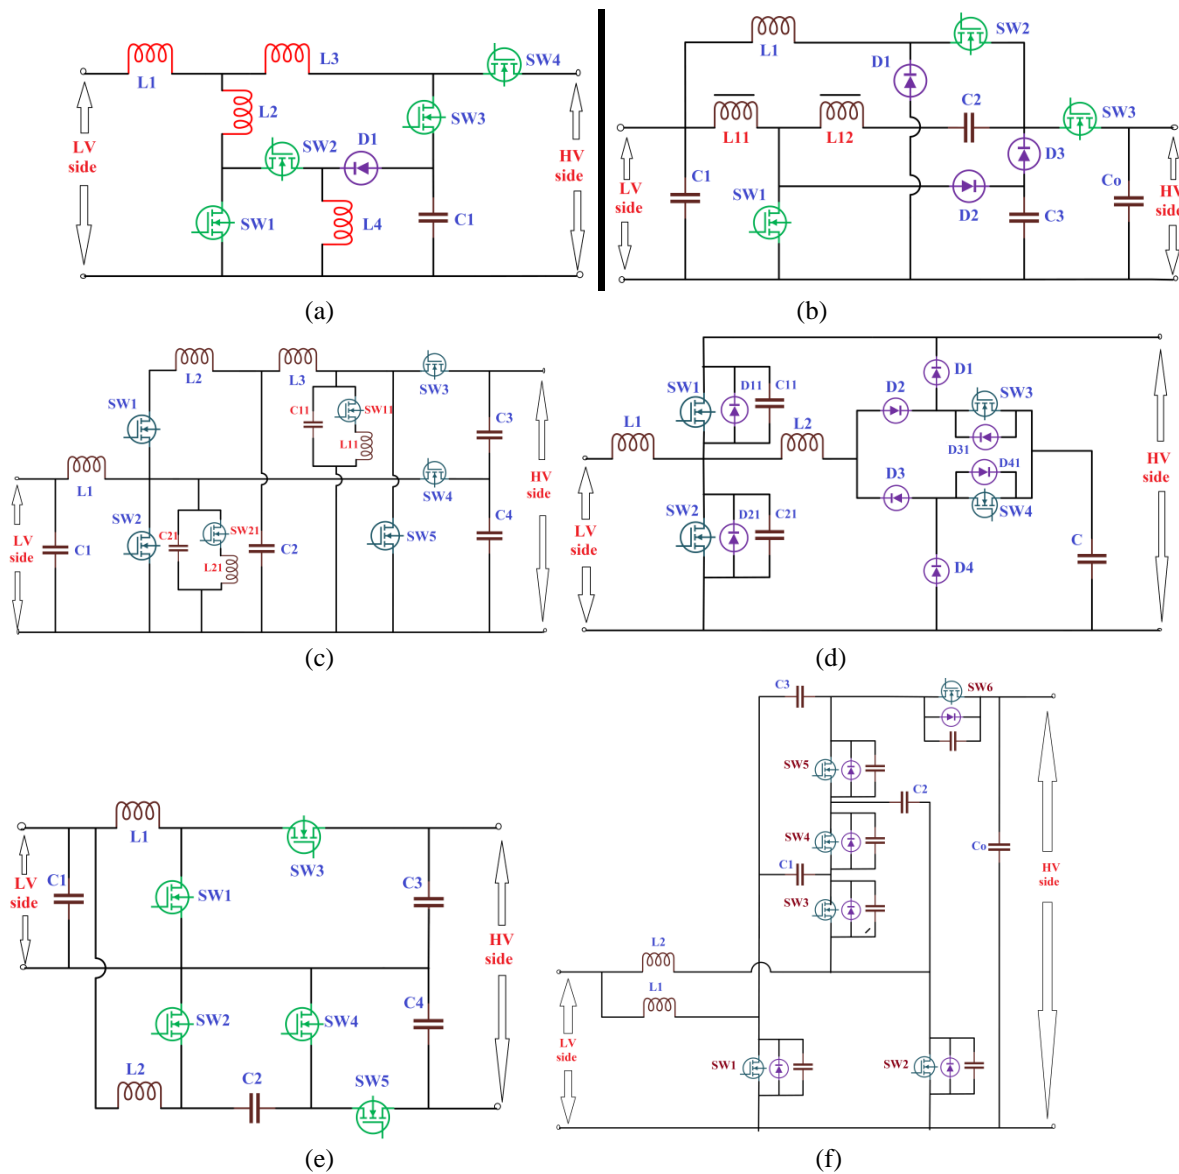 L1
L3
SW4
L2
SW3
LV
side
SW2
D1
HV
side
SW1
L4
C1
(a)
L1
SW2
D1
C2
SW3
L11
L12
D3
LV
side
C1
SW1
D2
C3
Co
HV
side
(b)
L2
L3
SW3
SW1
C11
SW11
L11
C3
HV
side
L1
SW4
LV
side
C1
SW2
C21
SW21
L21
C2
SW5
C4
(c)
D1
SW1
D11
C11
D2
SW3
L1
L2
D31
D41
HV
side
D3
SW4
LV
side
SW2
D21
C21
D4
C
(d)
L1
SW3
LV
side
C1
SW1
C3
HV
side
SW2
SW4
C4
L2
C2
SW5
(e)
C3
SW6
SW5
C2
SW4
C1
Co
HV
side
SW3
L2
L1
LV
side
SW1
SW2
(f)